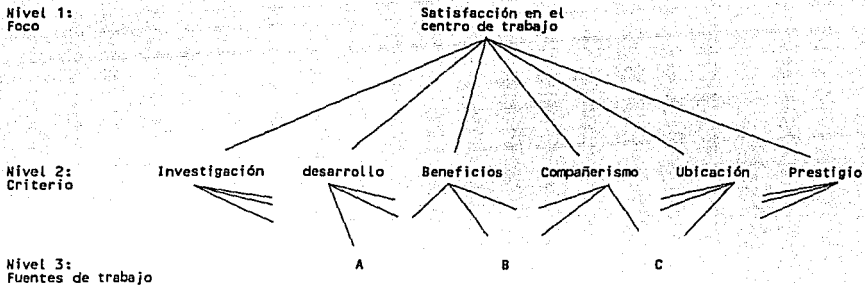 Nivel 1:
Foco
Satisfacción en el
centro de trabajo
Nivel 2:
Criterio
Investigación desarrollo Beneficios Compañerismo Ubicación Prestigio
Nivel 3:
Fuentes de trabajo
A B C